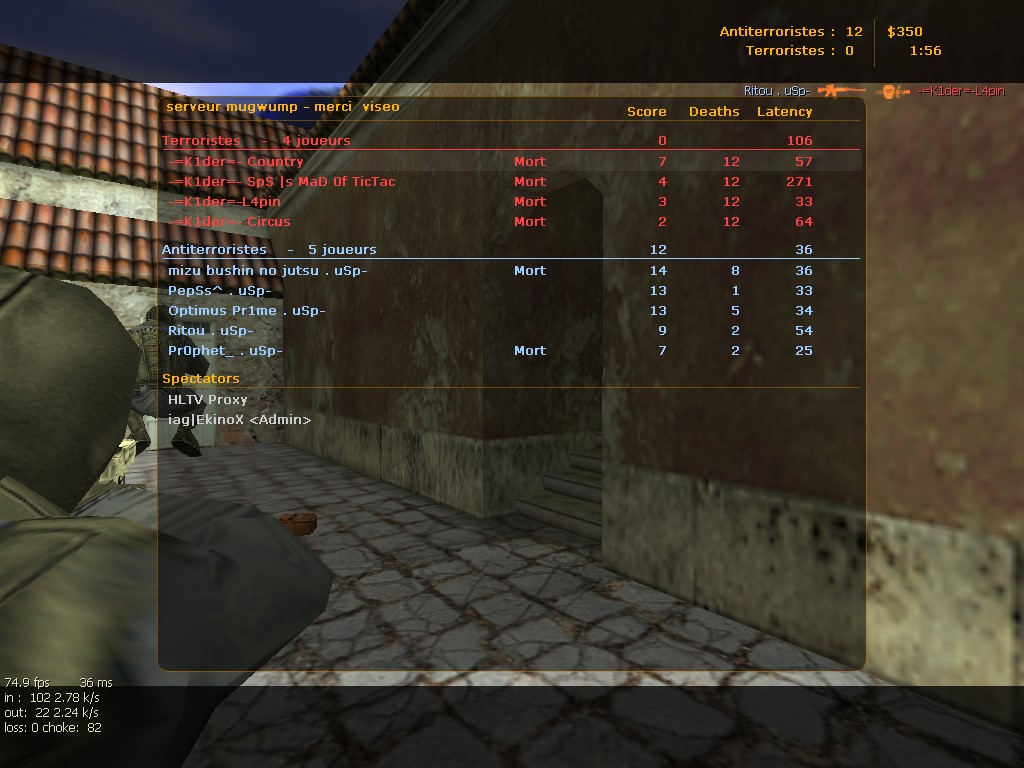 Antiterroristes : 12 $350
Terroristes : 0 1:56
Ritou . uSp- -=K1der=-L4pin
serveur mugwump - merci viseo
Score Deaths Latency
Terroristes - 4 joueurs 0 106
-=K1der=- Country Mort 7 12 57
-=K1der=- SpS |s MaD 0f TicTac Mort 4 12 271
-=K1der=-L4pin Mort 3 12 33
-=K1der=- Circus Mort 2 12 64
Antiterroristes - 5 joueurs 12 36
mizu bushin no jutsu . uSp- Mort 14 8 36
PepSs^ . uSp- 13 1 33
Optimus Pr1me . uSp- 13 5 34
Ritou . uSp- 9 2 54
Pr0phet_ . uSp- Mort 7 2 25
Spectators
HLTV Proxy
iag|EkinoX <Admin>
74.9 fps 36 ms
in : 102 2.78 k/s
out: 22 2.24 k/s
loss: 0 choke: 82